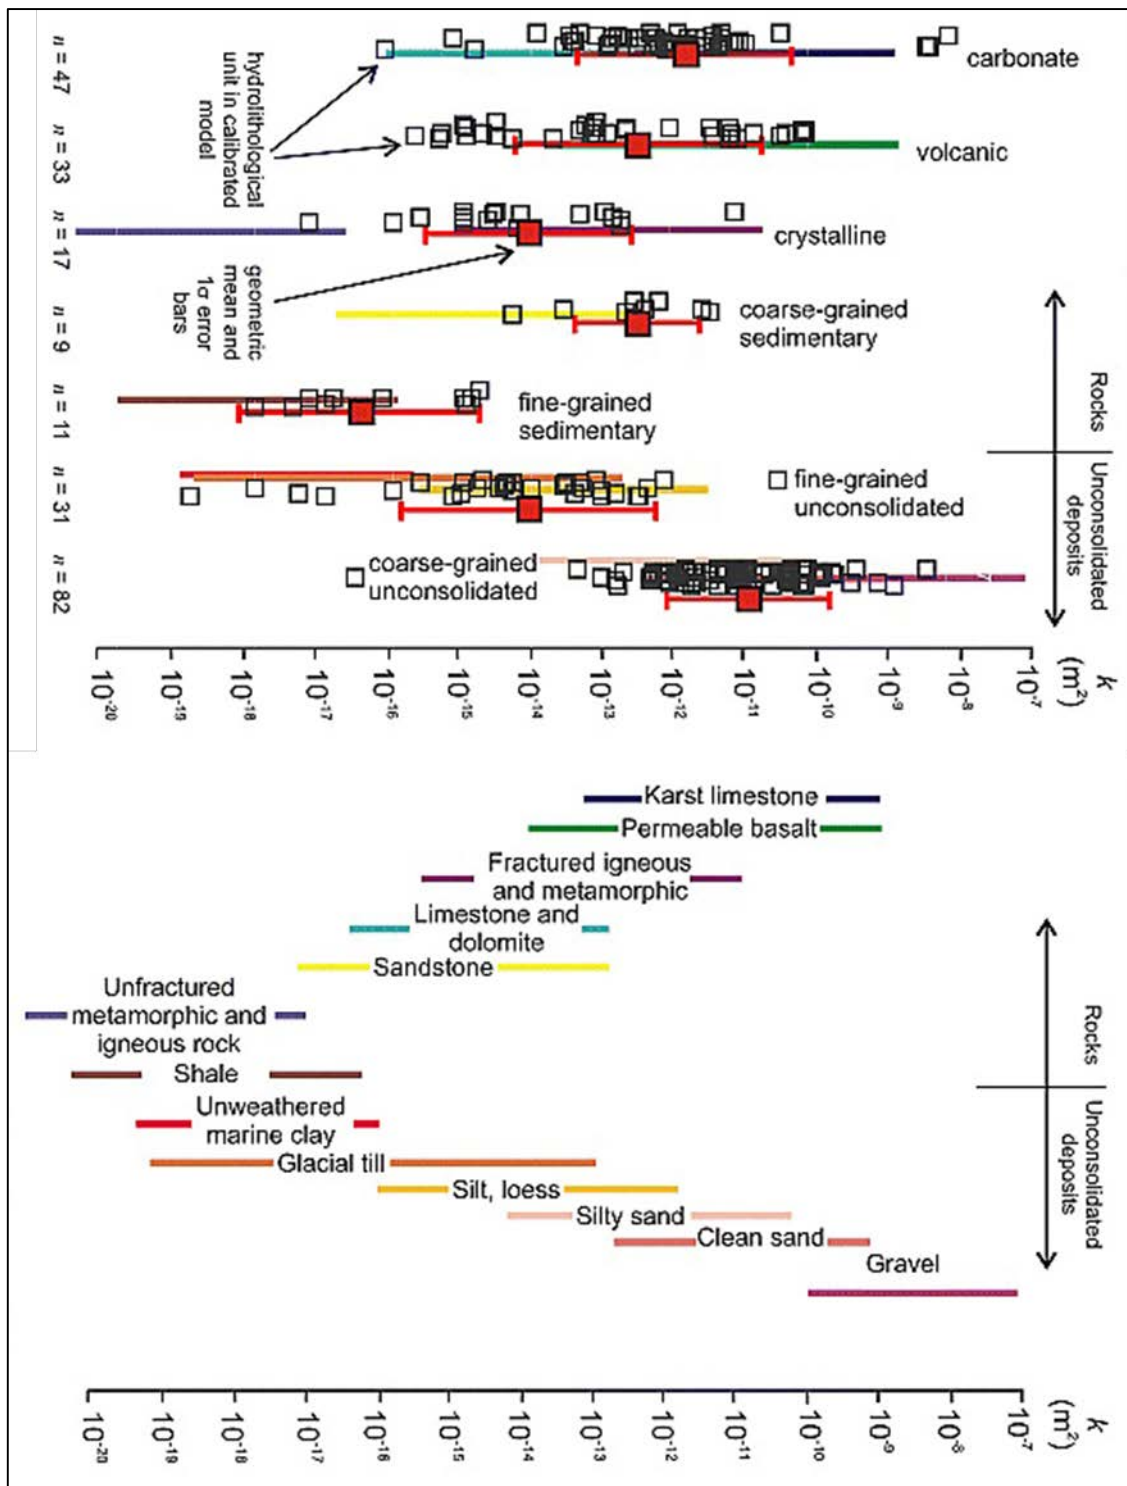 carbonate
n = 47
hydrolithological
unit in calibrated
model
volcanic
n = 33
crystalline
n = 17
geometric
mean and
1σ error
bars
coarse-grained
sedimentary
n = 9
Rocks
fine-grained
sedimentary
n = 11
fine-grained
unconsolidated
n = 31
Unconsolidated
deposits
coarse-grained
unconsolidated
n = 82
10⁻²⁰ 10⁻¹⁹ 10⁻¹⁸ 10⁻¹⁷ 10⁻¹⁶ 10⁻¹⁵ 10⁻¹⁴ 10⁻¹³ 10⁻¹² 10⁻¹¹ 10⁻¹⁰ 10⁻⁹ 10⁻⁸ 10⁻⁷
k
(m²)
Karst limestone
Permeable basalt
Fractured igneous
and metamorphic
Limestone and
dolomite
Sandstone
Unfractured
metamorphic and
igneous rock
Rocks
Shale
Unweathered
marine clay
Glacial till
Silt, loess
Silty sand
Clean sand
Gravel
Unconsolidated
deposits
10⁻²⁰ 10⁻¹⁹ 10⁻¹⁸ 10⁻¹⁷ 10⁻¹⁶ 10⁻¹⁵ 10⁻¹⁴ 10⁻¹³ 10⁻¹² 10⁻¹¹ 10⁻¹⁰ 10⁻⁹ 10⁻⁸ 10⁻⁷
k
(m²)